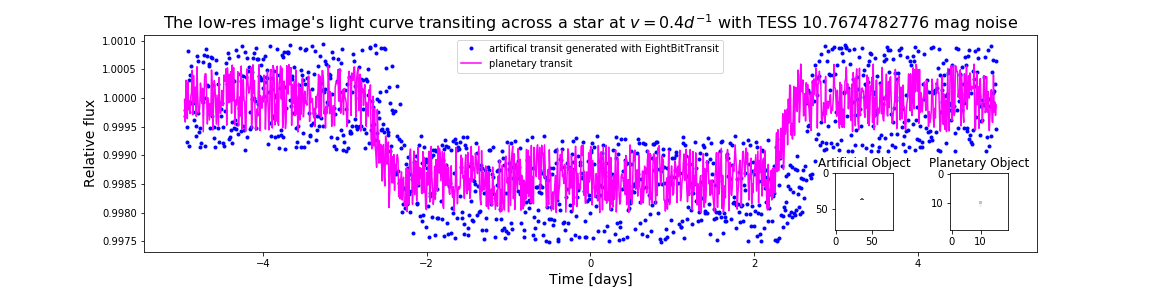 The low-res image's light curve transiting across a star at v = 0.4d⁻¹ with TESS 10.7674782776 mag noise
artifical transit generated with EightBitTransit
planetary transit
Relative flux
1.0010
1.0005
1.0000
0.9995
0.9990
0.9985
0.9980
0.9975
Artificial Object
0
50
0 50
Planetary Object
0
10
0 10
−4 −2 0 2 4
Time [days]